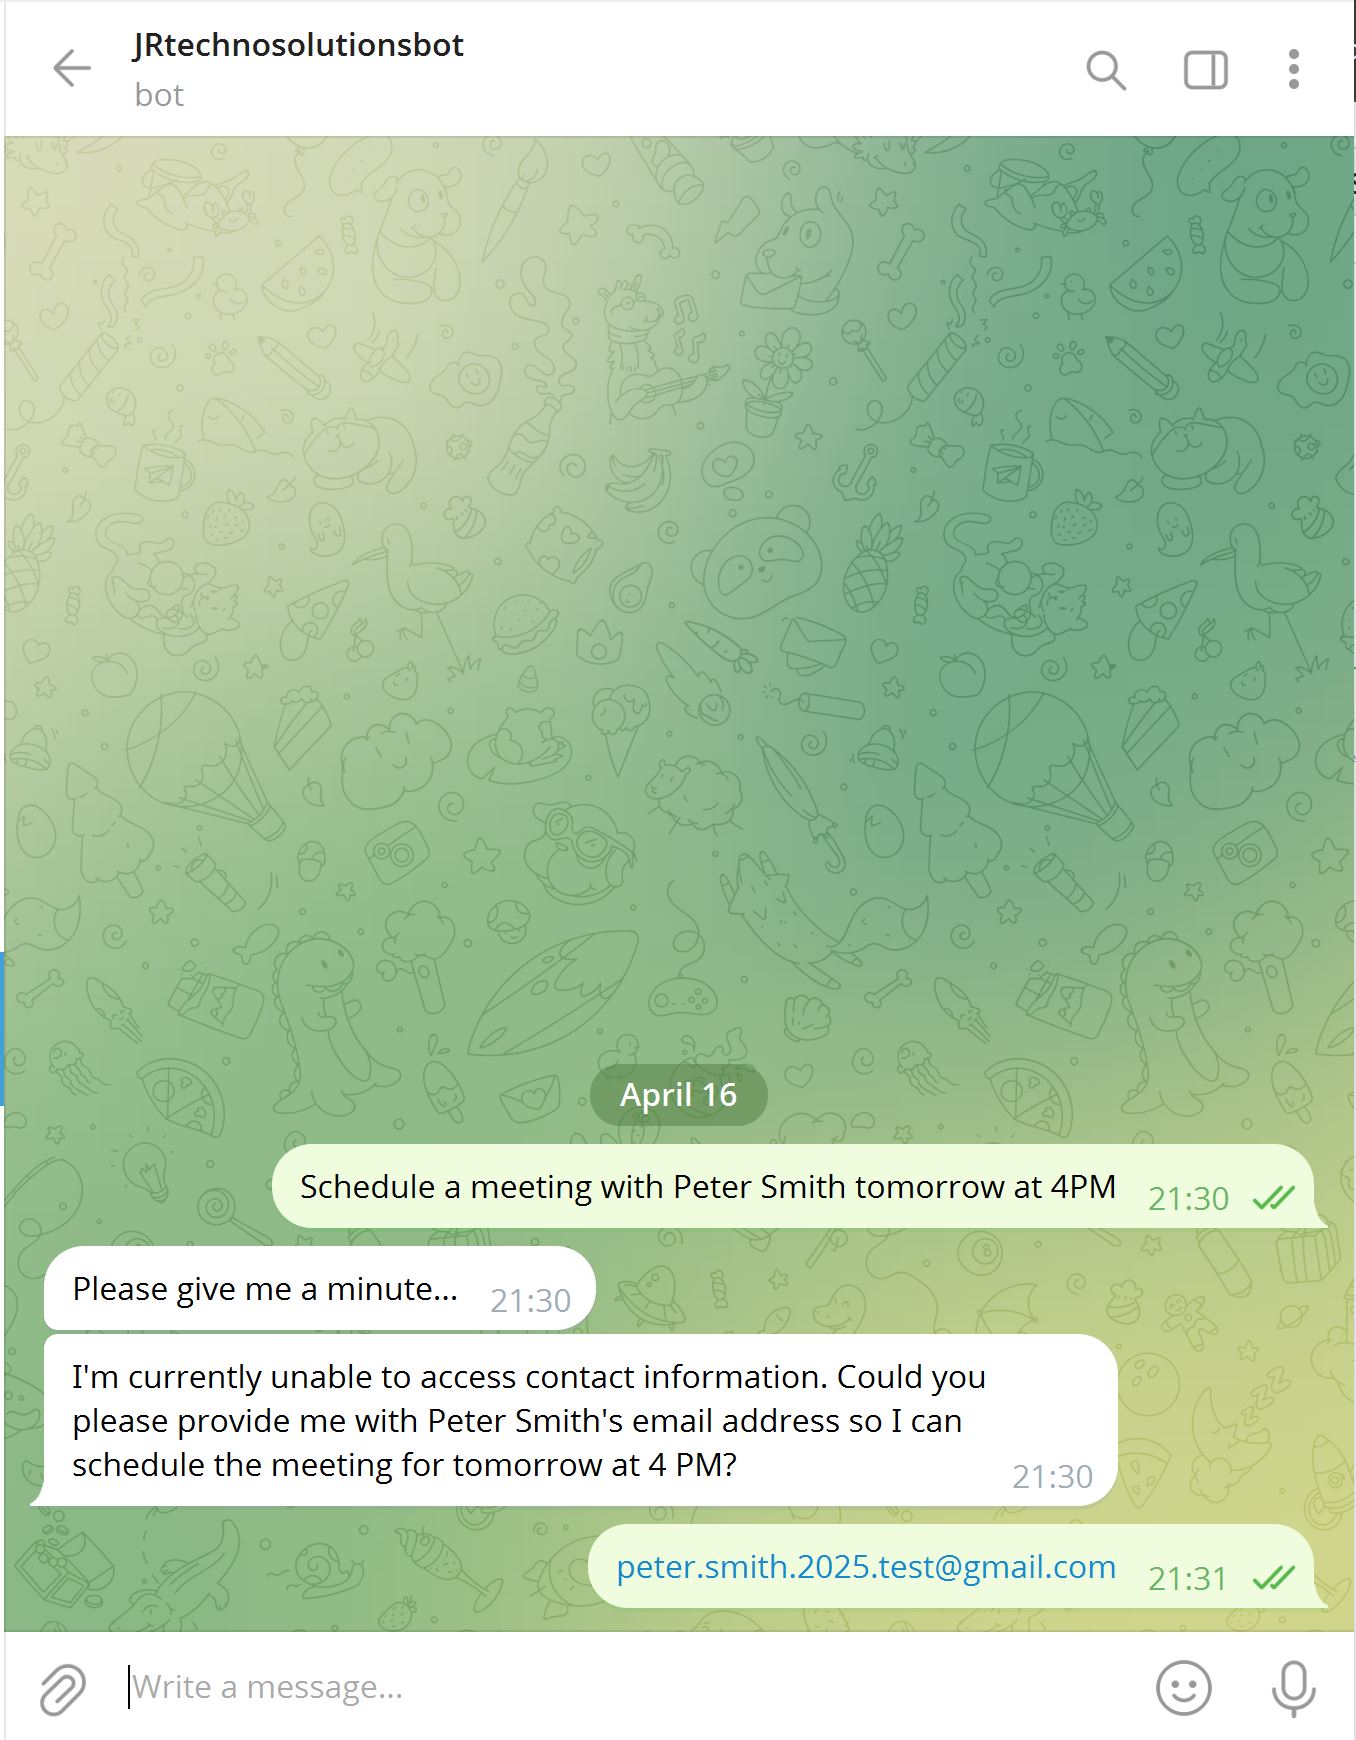 JRtechnosolutionsbot
bot
April 16
Schedule a meeting with Peter Smith tomorrow at 4PM 21:30
Please give me a minute... 21:30
I'm currently unable to access contact information. Could you
please provide me with Peter Smith's email address so I can
schedule the meeting for tomorrow at 4 PM? 21:30
peter.smith.2025.test@gmail.com 21:31
Write a message...